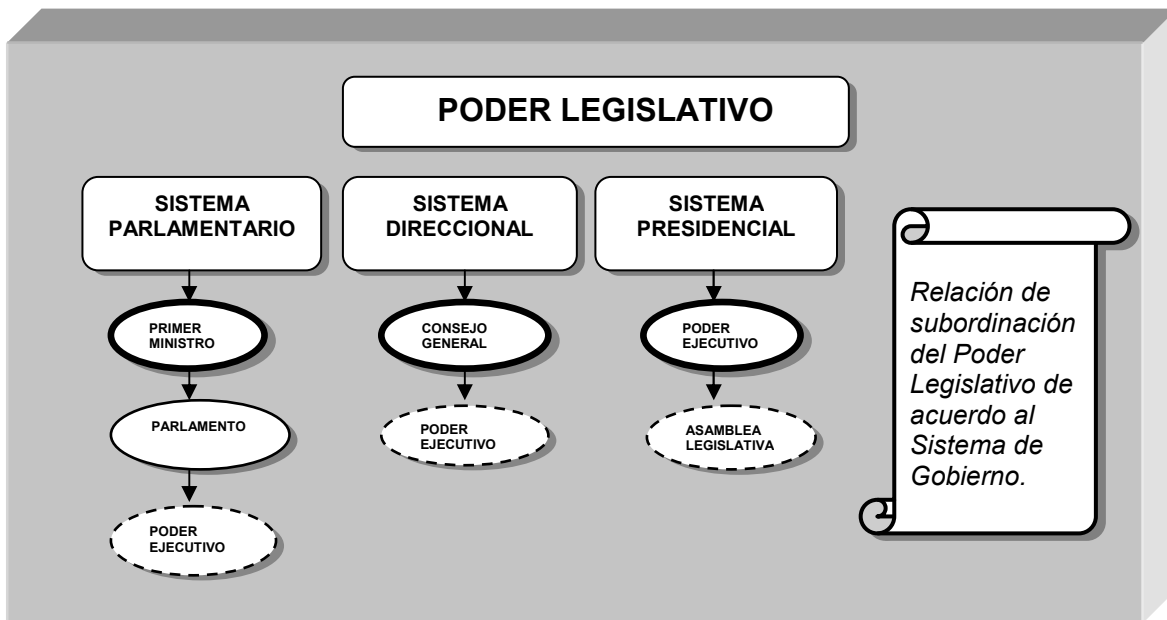 PODER LEGISLATIVO
SISTEMA
PARLAMENTARIO
PRIMER
MINISTRO
PARLAMENTO
PODER
EJECUTIVO
SISTEMA
DIRECCIONAL
CONSEJO
GENERAL
PODER
EJECUTIVO
SISTEMA
PRESIDENCIAL
PODER
EJECUTIVO
ASAMBLEA
LEGISLATIVA
Relación de
subordinación
del Poder
Legislativo de
acuerdo al
Sistema de
Gobierno.